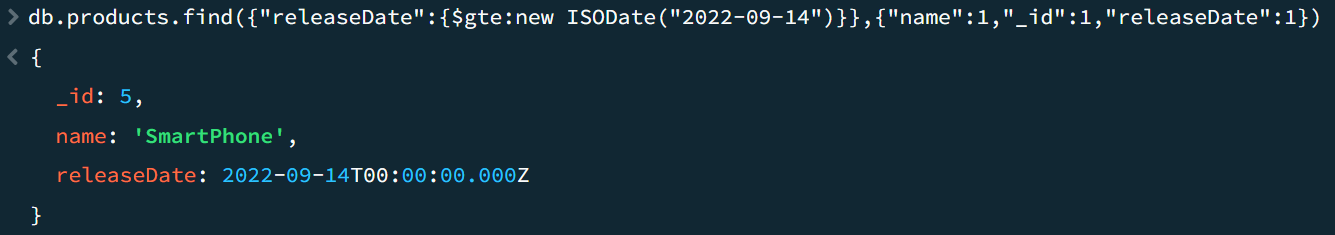 > db.products.find({"releaseDate":{$gte:new ISODate("2022-09-14")}},{"name":1,"_id":1,"releaseDate":1})
< {
_id: 5,
name: 'SmartPhone',
releaseDate: 2022-09-14T00:00:00.000Z
}